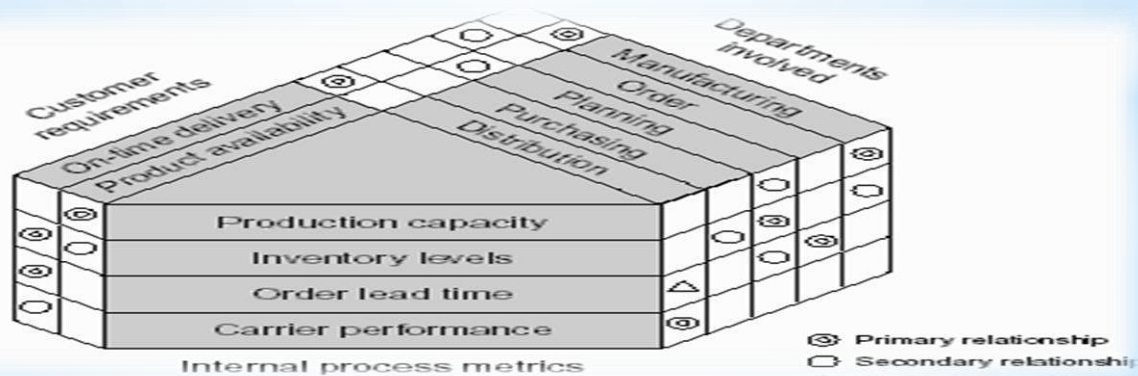 Customer
requirements
Departments
involved
On-time delivery
Product availability
Manufacturing
Order
Planning
Purchasing
Distribution
Production capacity
Inventory levels
Order lead time
Carrier performance
Internal process metrics
Primary relationship
Secondary relationshi